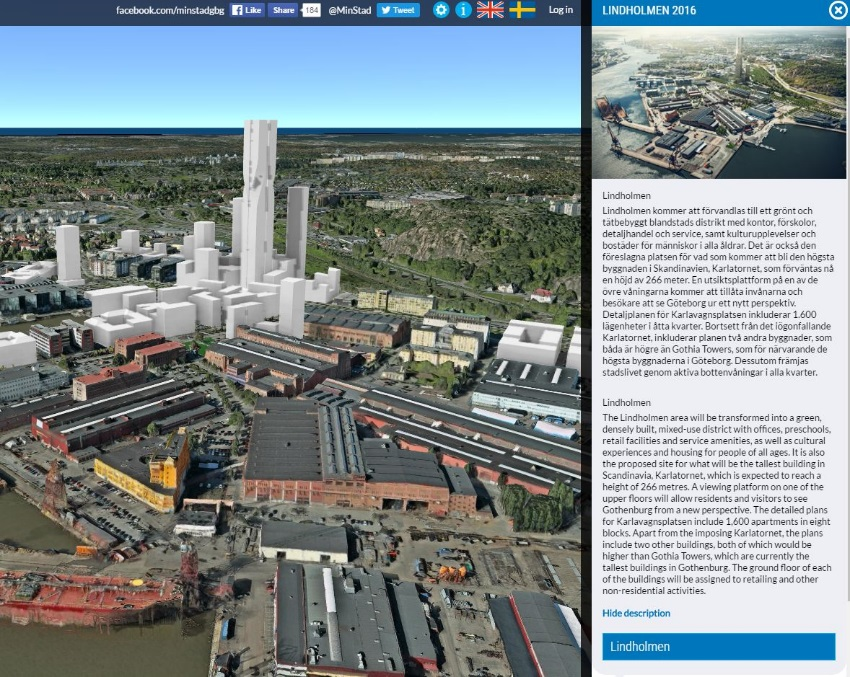 facebook.com/minstadgbg Like Share 184 @MinStad Tweet Log in
LINDHOLMEN 2016
Lindholmen
Lindholmen kommer att förvandlas till ett grönt och
tätbebyggt blandstads distrikt med kontor, förskolor,
detaljhandel och service, samt kulturupplevelser och
bostäder för människor i alla åldrar. Det är också den
föreslagna platsen för vad som kommer att bli den högsta
byggnaden i Skandinavien, Karlatornet, som förväntas nå
en höjd av 266 meter. En utsiktsplattform på en av de
övre våningarna kommer att tillåta invånarna och
besökare att se Göteborg ur ett nytt perspektiv.
Detaljplanen för Karlavagnsplatsen inkluderar 1.600
lägenheter i åtta kvarter. Bortsett från det iögonfallande
Karlatornet, inkluderar planen två andra byggnader, som
båda är högre än Gothia Towers, som för närvarande de
högsta byggnaderna i Göteborg. Dessutom främjas
stadslivet genom aktiva bottenvåningar i alla kvarter.
Lindholmen
The Lindholmen area will be transformed into a green,
densely built, mixed-use district with offices, preschools,
retail facilities and service amenities, as well as cultural
experiences and housing for people of all ages. It is also
the proposed site for what will be the tallest building in
Scandinavia, Karlatornet, which is expected to reach a
height of 266 metres. A viewing platform on one of the
upper floors will allow residents and visitors to see
Gothenburg from a new perspective. The detailed plans
for Karlavagnsplatsen include 1,600 apartments in eight
blocks. Apart from the imposing Karlatornet, the plans
include two other buildings, both of which would be
higher than Gothia Towers, which are currently the
tallest buildings in Gothenburg. The ground floor of each
of the buildings will be assigned to retailing and other
non-residential activities.
Hide description
Lindholmen